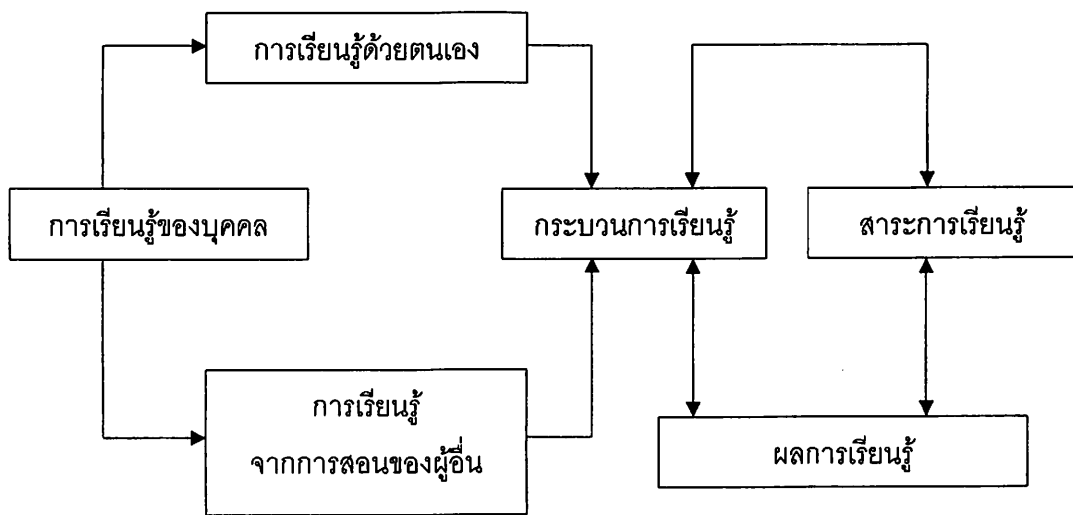 การเรียนรู้ด้วยตนเอง
การเรียนรู้ของบุคคล
กระบวนการเรียนรู้
สาระการเรียนรู้
การเรียนรู้
จากการสอนของผู้อื่น
ผลการเรียนรู้